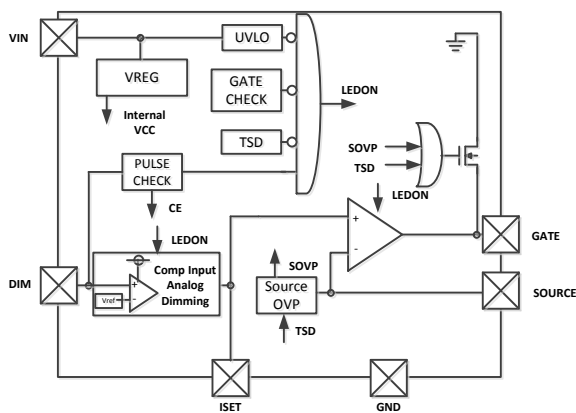 VIN
UVLO
VREG
GATE
CHECK
LEDON
Internal
VCC
TSD
SOVP
TSD
PULSE
CHECK
LEDON
CE
+
-
GATE
LEDON
DIM
+
-
Vref
Comp Input
Analog
Dimming
SOVP
Source
OVP
SOURCE
TSD
ISET
GND